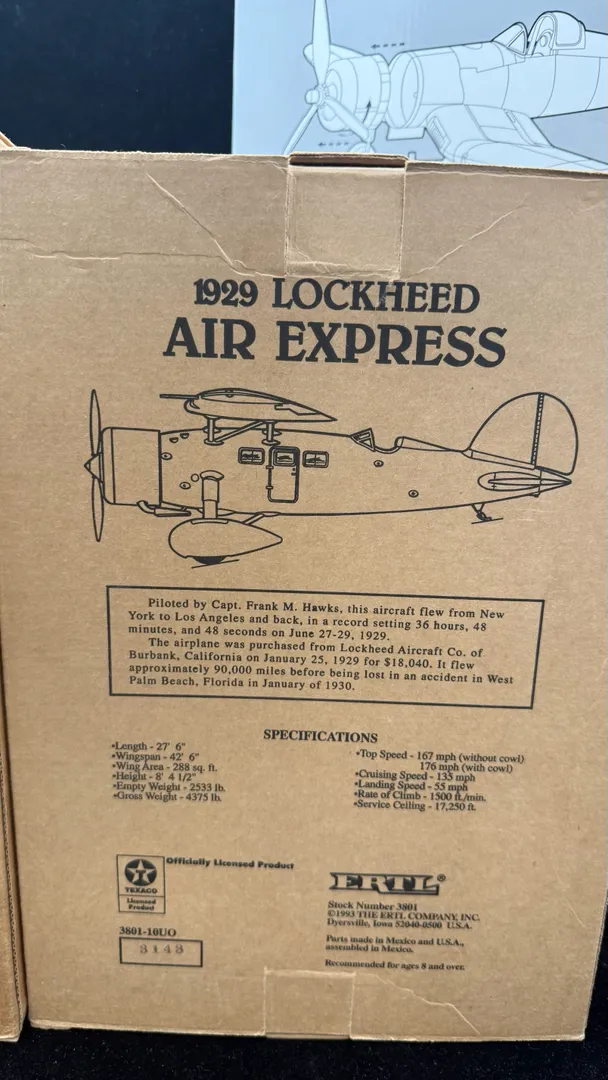 1929 LOCKHEED
AIR EXPRESS
Piloted by Capt. Frank M. Hawks, this aircraft flew from New
York to Los Angeles and back, in a record setting 36 hours, 48
minutes, and 48 seconds on June 27-29, 1929.
The airplane was purchased from Lockheed Aircraft Co. of
Burbank, California on January 25, 1929 for $18,040. It flew
approximately 90,000 miles before being lost in an accident in West
Palm Beach, Florida in January of 1930.
SPECIFICATIONS
•Length - 27' 6"
•Wingspan - 42' 6"
•Wing Area - 288 sq. ft.
•Height - 8' 4 1/2"
•Empty Weight - 2533 lb.
•Gross Weight - 4375 lb.
•Top Speed - 167 mph (without cowl)
176 mph (with cowl)
•Cruising Speed - 135 mph
•Landing Speed - 55 mph
•Rate of Climb - 1500 ft./min.
•Service Ceiling - 17,250 ft.
T
TEXACO
Licensed
Product
Officially Licensed Product
3801-10UO
3143
ERTL®
Stock Number 3801
©1993 THE ERTL COMPANY, INC.
Dyersville, Iowa 52040-0500 U.S.A.
Parts made in Mexico and U.S.A.,
assembled in Mexico.
Recommended for ages 8 and over.